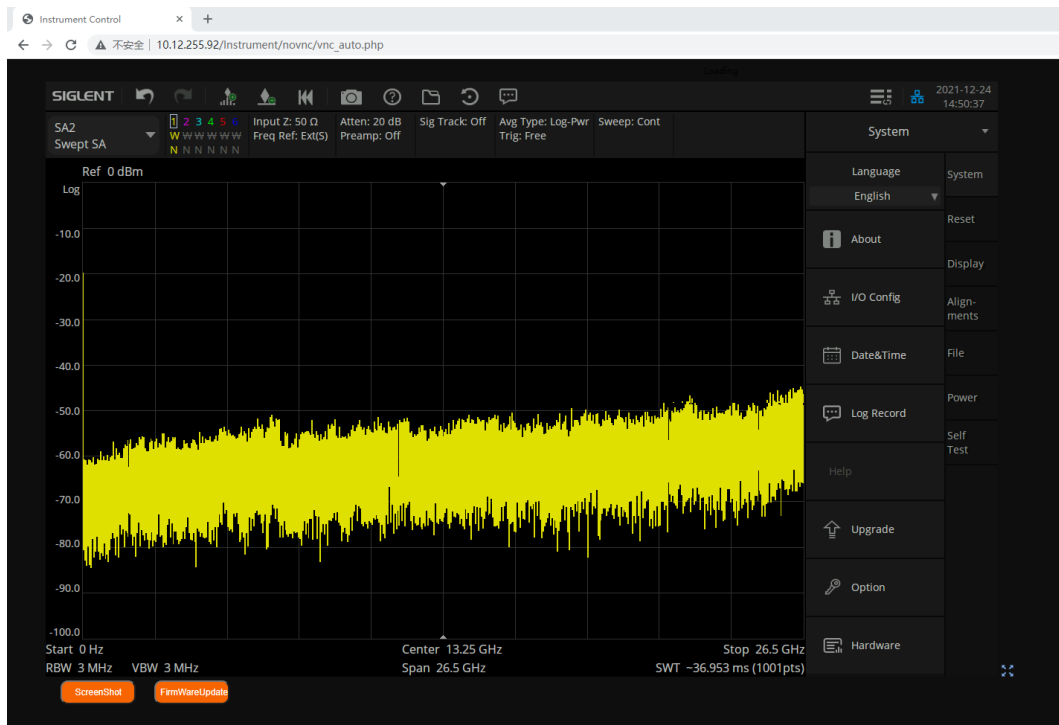 Instrument Control
不安全 | 10.12.255.92/Instrument/novnc/vnc_auto.php
SIGLENT
2021-12-24
14:50:37
SA2
Swept SA
1 2 3 4 5 6
W W W W W W
N N N N N N
Input Z: 50 Ω
Freq Ref: Ext(S)
Atten: 20 dB
Preamp: Off
Sig Track: Off
Avg Type: Log-Pwr
Trig: Free
Sweep: Cont
System
Ref 0 dBm
Log
-10.0
-20.0
-30.0
-40.0
-50.0
-60.0
-70.0
-80.0
-90.0
-100.0
Start 0 Hz
Center 13.25 GHz
Stop 26.5 GHz
RBW 3 MHz
VBW 3 MHz
Span 26.5 GHz
SWT ~36.953 ms (1001pts)
Language
English
About
I/O Config
Date&Time
Log Record
Help
Upgrade
Option
Hardware
System
Reset
Display
Align-
ments
File
Power
Self
Test
ScreenShot
FirmWareUpdate